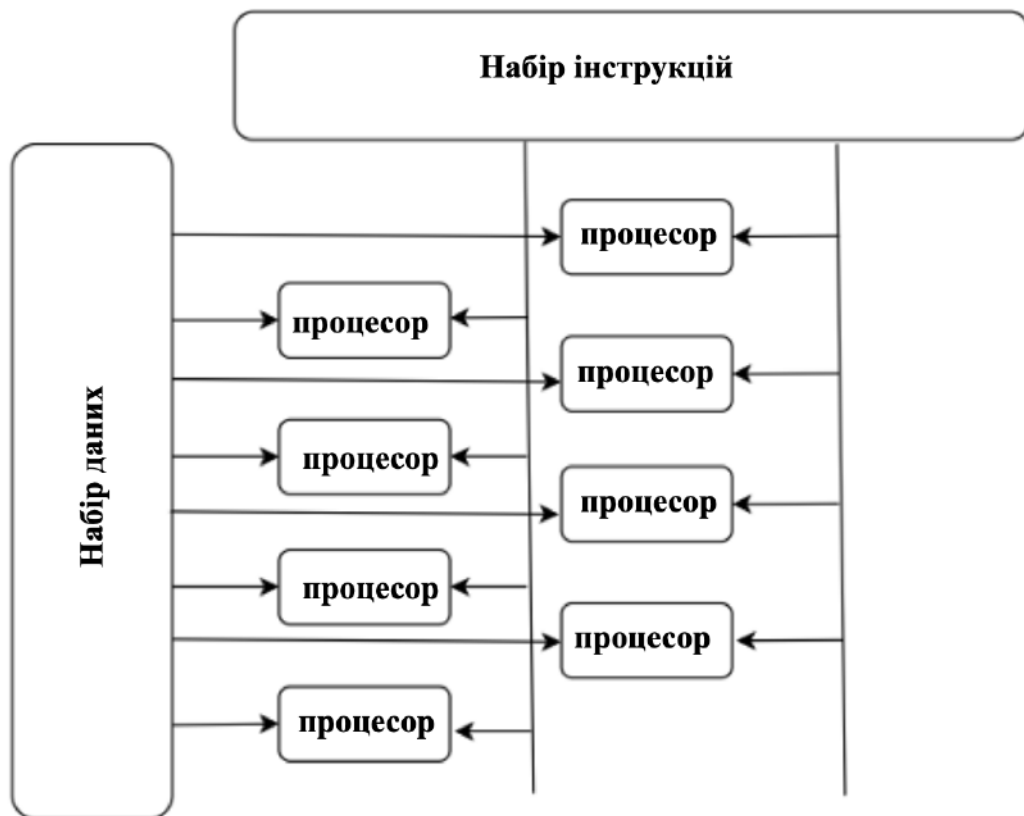 Набір інструкцій
процесор
процесор
процесор
Набір даних
процесор
процесор
процесор
процесор
процесор